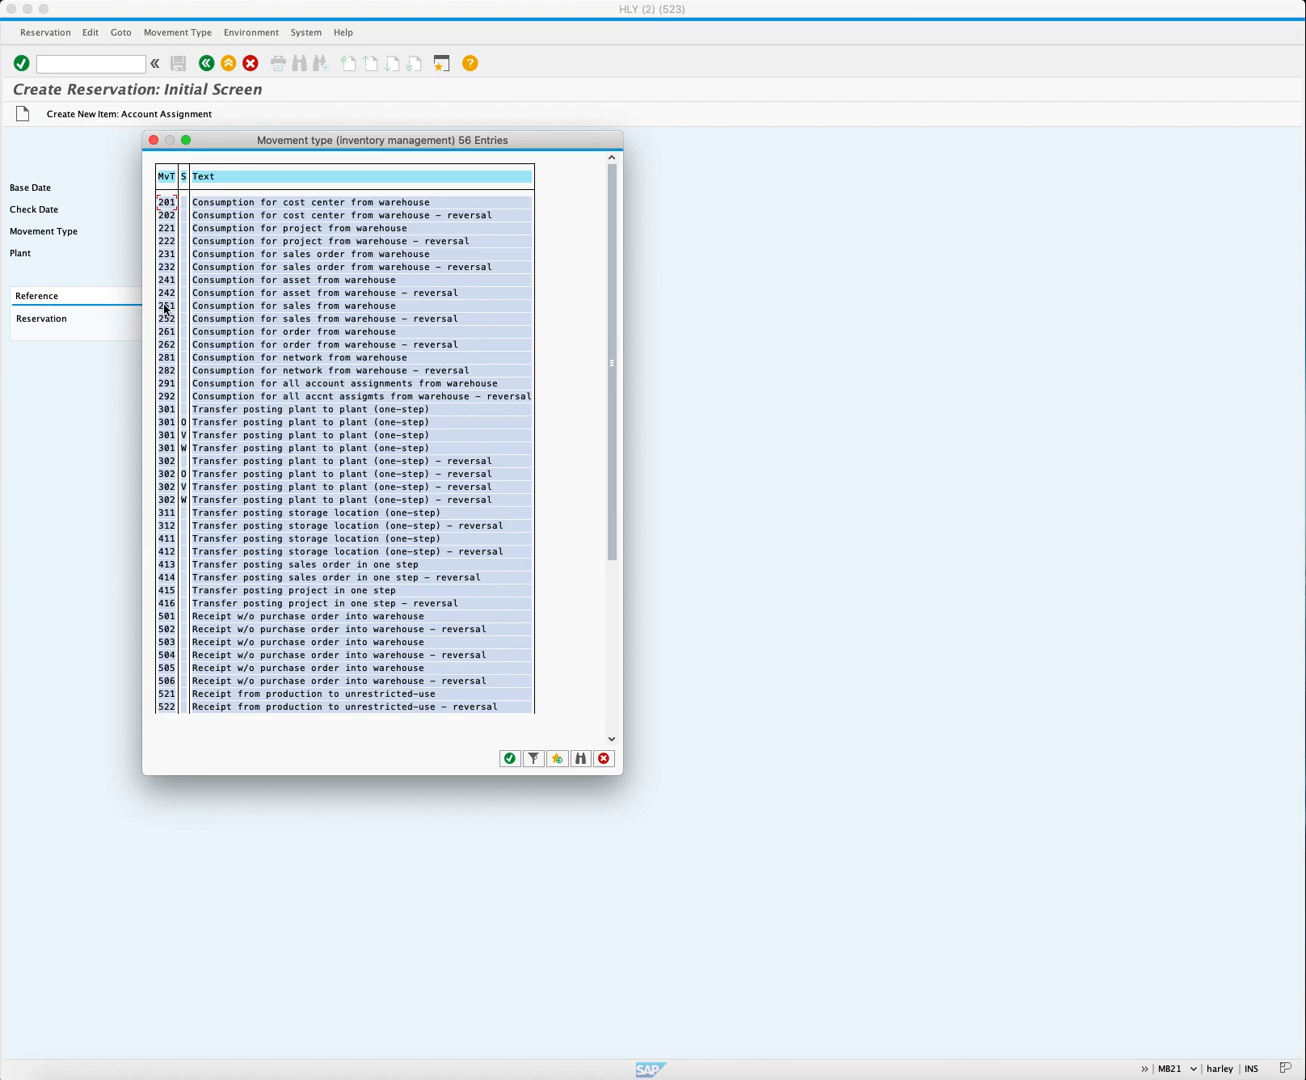 HLY (2) (523)
Reservation Edit Goto Movement Type Environment System Help
Create Reservation: Initial Screen
Create New Item: Account Assignment
Movement type (inventory management) 56 Entries
Base Date
Check Date
Movement Type
Plant
Reference
Reservation
MvT S Text
201 Consumption for cost center from warehouse
202 Consumption for cost center from warehouse - reversal
221 Consumption for project from warehouse
222 Consumption for project from warehouse - reversal
231 Consumption for sales order from warehouse
232 Consumption for sales order from warehouse - reversal
241 Consumption for asset from warehouse
242 Consumption for asset from warehouse - reversal
251 Consumption for sales from warehouse
252 Consumption for sales from warehouse - reversal
261 Consumption for order from warehouse
262 Consumption for order from warehouse - reversal
281 Consumption for network from warehouse
282 Consumption for network from warehouse - reversal
291 Consumption for all account assignments from warehouse
292 Consumption for all accnt assigmts from warehouse - reversal
301 Transfer posting plant to plant (one-step)
301 O Transfer posting plant to plant (one-step)
301 V Transfer posting plant to plant (one-step)
301 W Transfer posting plant to plant (one-step)
302 Transfer posting plant to plant (one-step) - reversal
302 O Transfer posting plant to plant (one-step) - reversal
302 V Transfer posting plant to plant (one-step) - reversal
302 W Transfer posting plant to plant (one-step) - reversal
311 Transfer posting storage location (one-step)
312 Transfer posting storage location (one-step) - reversal
411 Transfer posting storage location (one-step)
412 Transfer posting storage location (one-step) - reversal
413 Transfer posting sales order in one step
414 Transfer posting sales order in one step - reversal
415 Transfer posting project in one step
416 Transfer posting project in one step - reversal
501 Receipt w/o purchase order into warehouse
502 Receipt w/o purchase order into warehouse - reversal
503 Receipt w/o purchase order into warehouse
504 Receipt w/o purchase order into warehouse - reversal
505 Receipt w/o purchase order into warehouse
506 Receipt w/o purchase order into warehouse - reversal
521 Receipt from production to unrestricted-use
522 Receipt from production to unrestricted-use - reversal
SAP
» MB21 harley INS